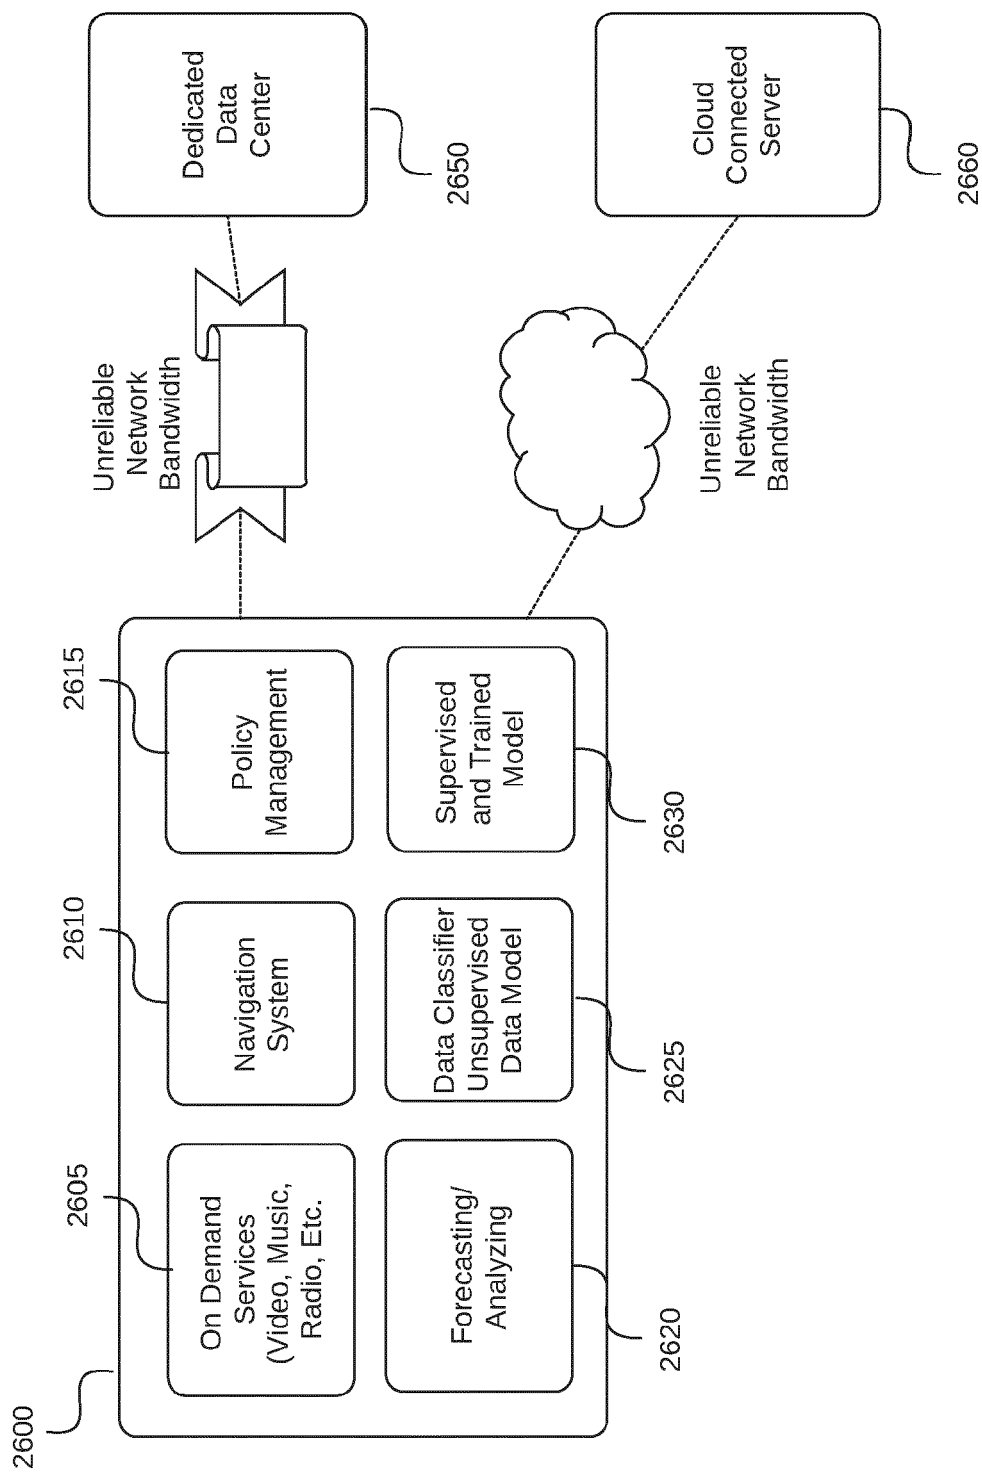 2600
2605
On Demand
Services
(Video, Music,
Radio, Etc.
2610
Navigation
System
2615
Policy
Management
Forecasting/
Analyzing
2620
Data Classifier
Unsupervised
Data Model
2625
Supervised
and Trained
Model
2630
Unreliable
Network
Bandwidth
Dedicated
Data
Center
2650
Unreliable
Network
Bandwidth
Cloud
Connected
Server
2660